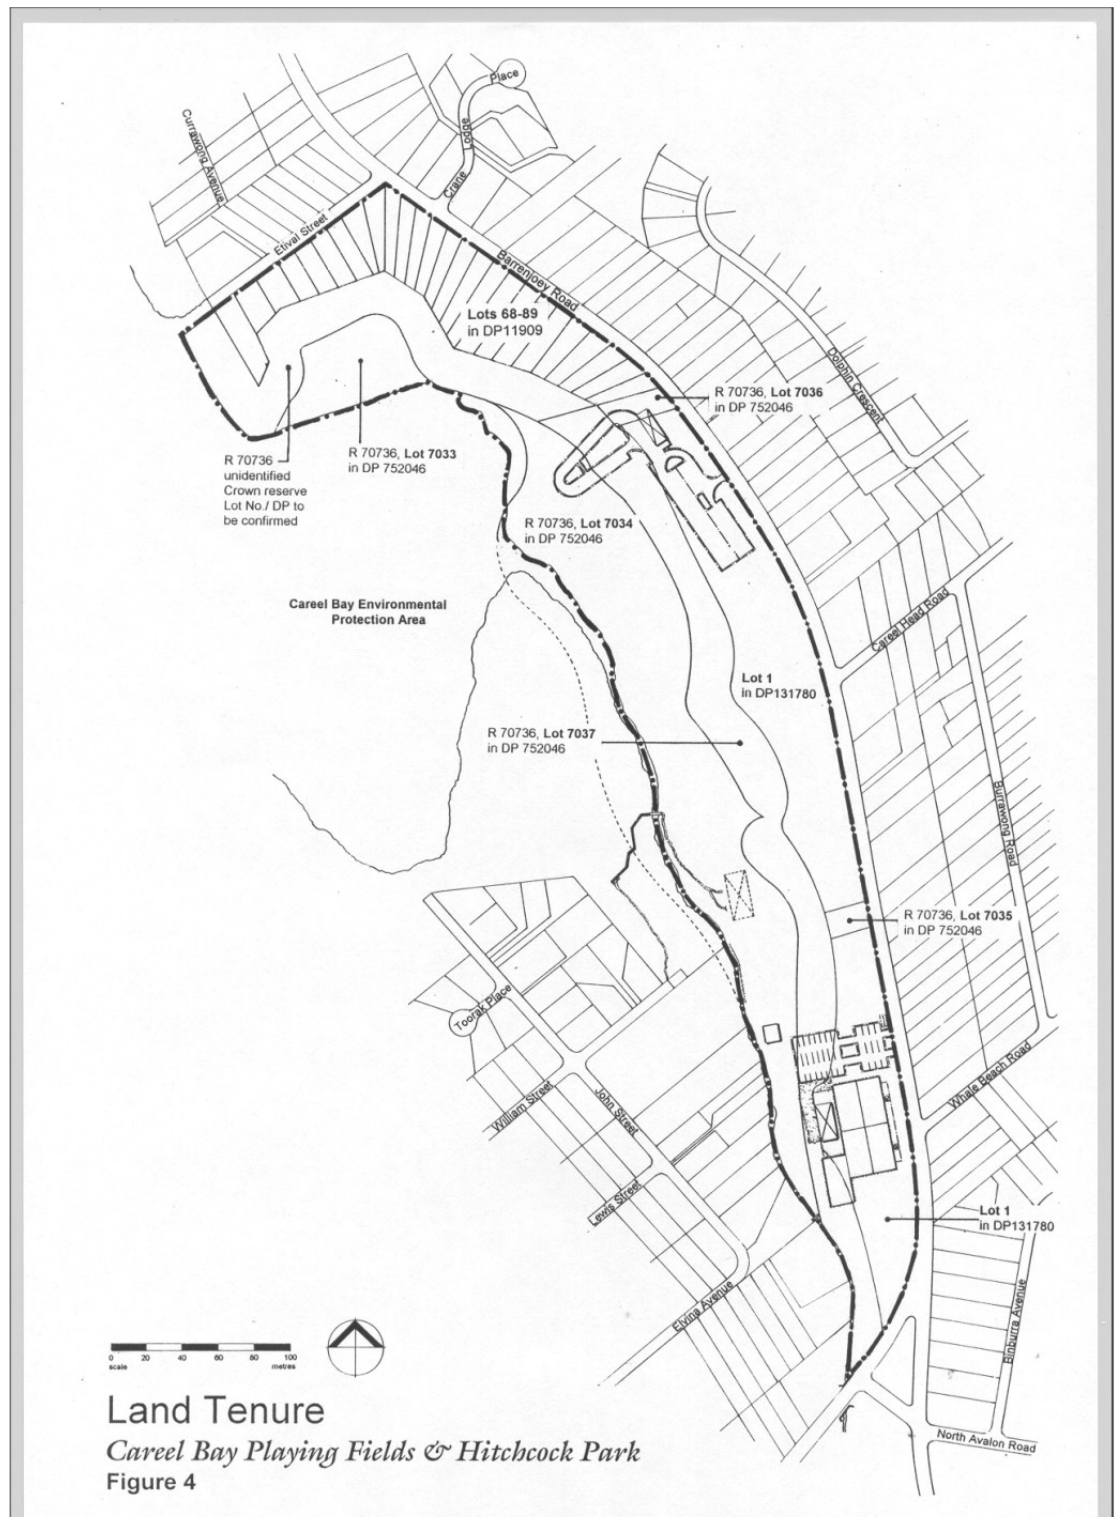 Place
Lodge
Crane
Currawong Avenue
Etival Street
Barrenjoey Road
Lots 68-89
in DP11909
Dolphin Crescent
R 70736, Lot 7036
in DP 752046
R 70736
unidentified
Crown reserve
Lot No./ DP to
be confirmed
R 70736, Lot 7033
in DP 752046
R 70736, Lot 7034
in DP 752046
Careel Bay Environmental
Protection Area
Careel Head Road
Lot 1
in DP131780
R 70736, Lot 7037
in DP 752046
Burrawong Road
R 70736, Lot 7035
in DP 752046
Toorak Place
Whale Beach Road
William Street
John Street
Lewis Street
Lot 1
in DP131780
Elvina Avenue
Binburra Avenue
North Avalon Road
0 20 40 60 80 100
scale metres
Land Tenure
Careel Bay Playing Fields & Hitchcock Park
Figure 4